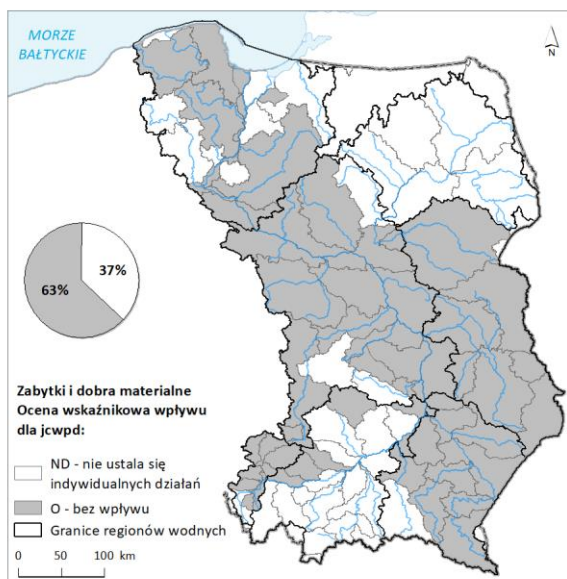 MORZE
BAŁTYCKIE
N
37%
63%
Zabytki i dobra materialne
Ocena wskaźnikowa wpływu
dla jcwpd:
ND - nie ustala się
indywidualnych działań
O - bez wpływu
Granice regionów wodnych
0 50 100 km